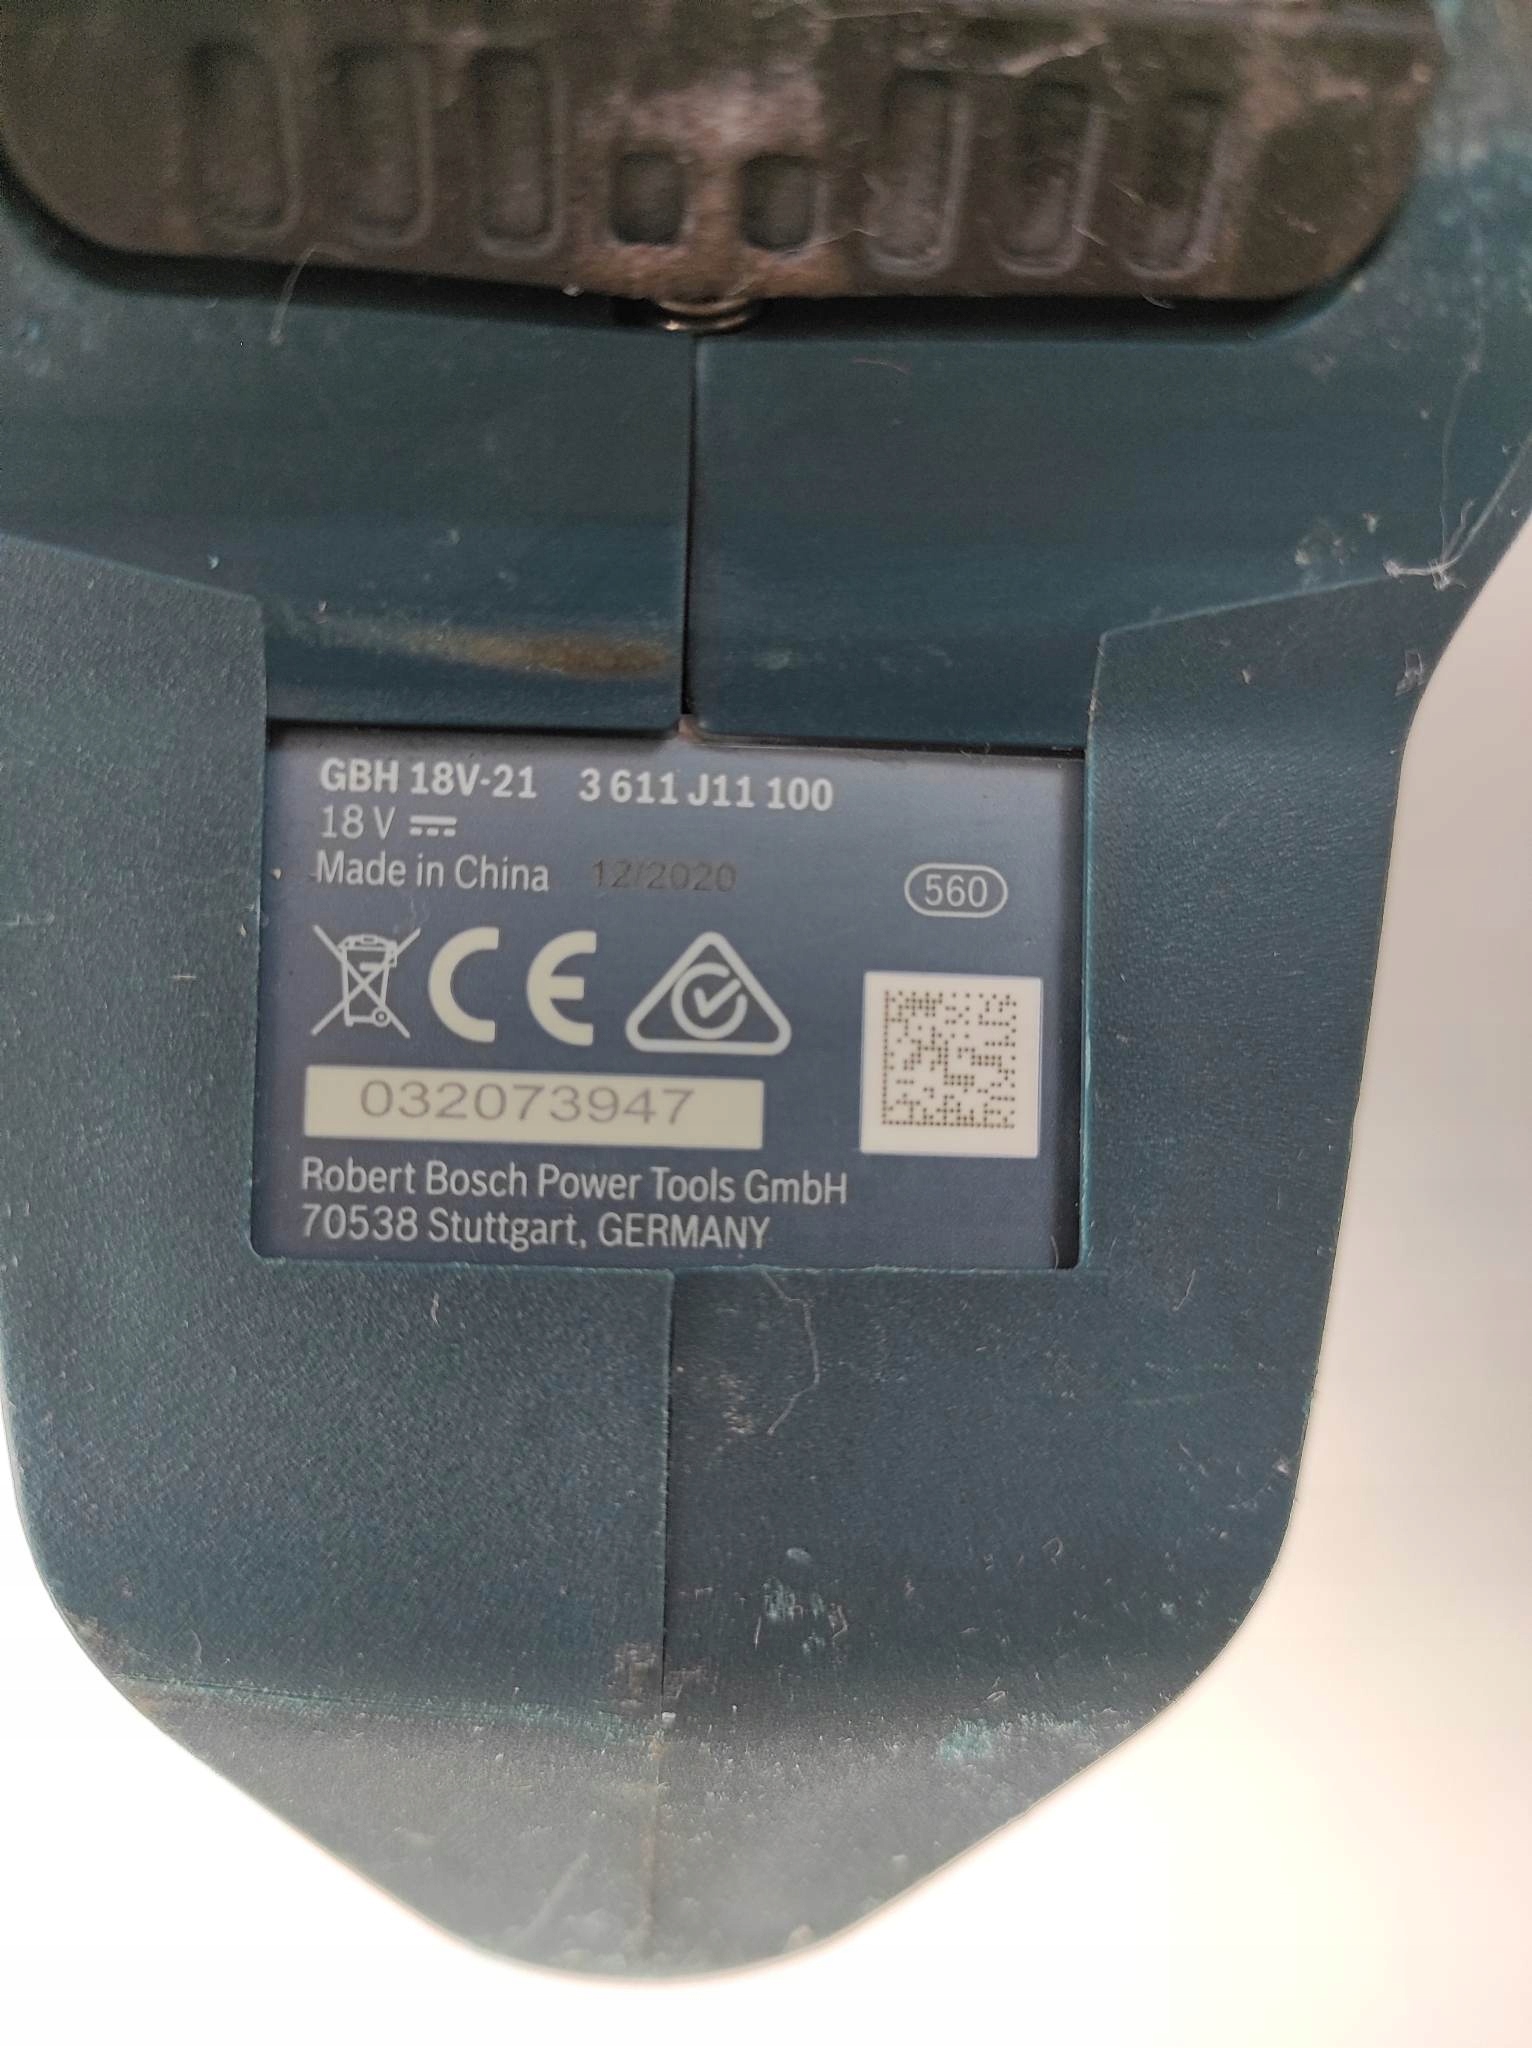 GBH 18V-21 3 611 J11 100
18 V
Made in China 12/2020
560
CE
032073947
Robert Bosch Power Tools GmbH
70538 Stuttgart, GERMANY